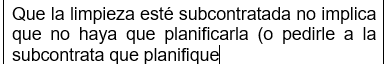 Que la limpieza esté subcontratada no implica
que no haya que planificarla (o pedirle a la
subcontrata que planifique